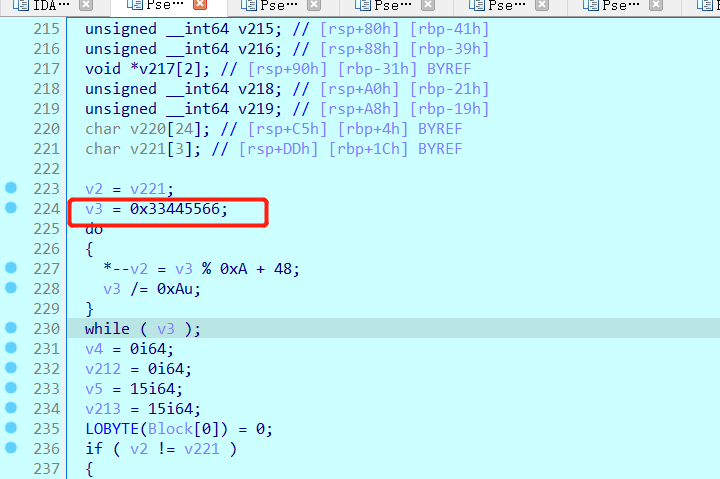 IDA⋯ Pse⋯ Pse⋯ Pse⋯ Pse⋯ Pse⋯
215 unsigned __int64 v215; // [rsp+80h] [rbp-41h]
216 unsigned __int64 v216; // [rsp+88h] [rbp-39h]
217 void *v217[2]; // [rsp+90h] [rbp-31h] BYREF
218 unsigned __int64 v218; // [rsp+A0h] [rbp-21h]
219 unsigned __int64 v219; // [rsp+A8h] [rbp-19h]
220 char v220[24]; // [rsp+C5h] [rbp+4h] BYREF
221 char v221[3]; // [rsp+DDh] [rbp+1Ch] BYREF
222
223 v2 = v221;
224 v3 = 0x33445566;
225 do
226 {
227 *--v2 = v3 % 0xA + 48;
228 v3 /= 0xAu;
229 }
230 while ( v3 );
231 v4 = 0i64;
232 v212 = 0i64;
233 v5 = 15i64;
234 v213 = 15i64;
235 LOBYTE(Block[0]) = 0;
236 if ( v2 != v221 )
237 {